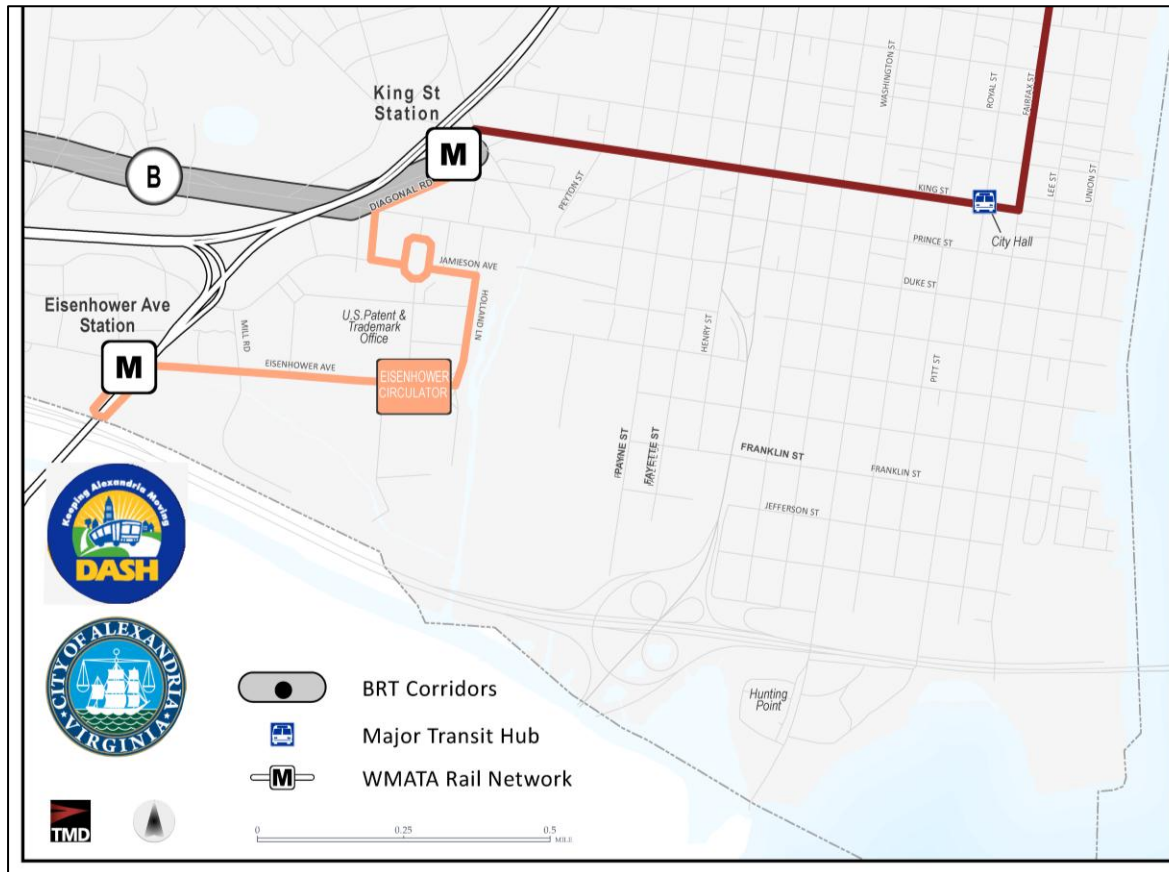 King St
Station
M
B
DIAGONAL RD
PEYTON ST
WASHINGTON ST
ROYAL ST
FAIRFAX ST
LEE ST
UNION ST
KING ST
City Hall
PRINCE ST
DUKE ST
JAMIESON AVE
HOLLAND LN
HENRY ST
PITT ST
Eisenhower Ave
Station
M
MILL RD
U.S.Patent &
Trademark
Office
EISENHOWER AVE
EISENHOWER
CIRCULATOR
PAYNE ST
FAYETTE ST
FRANKLIN ST
FRANKLIN ST
JEFFERSON ST
Hunting
Point
Keeping Alexandria Moving
DASH
CITY OF ALEXANDRIA
VIRGINIA
BRT Corridors
Major Transit Hub
M
WMATA Rail Network
TMD
0
0.25
0.5